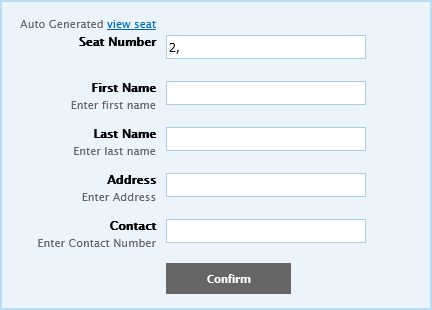 Auto Generated view seat
Seat Number
2,
First Name
Enter first name
Last Name
Enter last name
Address
Enter Address
Contact
Enter Contact Number
Confirm